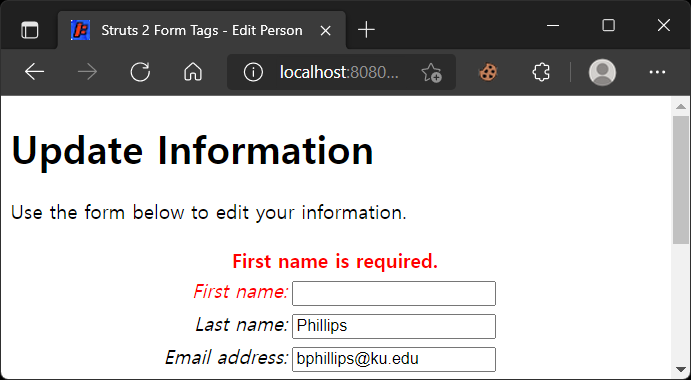 Struts 2 Form Tags - Edit Person
localhost:8080...
Update Information
Use the form below to edit your information.
First name is required.
First name:
Last name: Phillips
Email address: bphillips@ku.edu